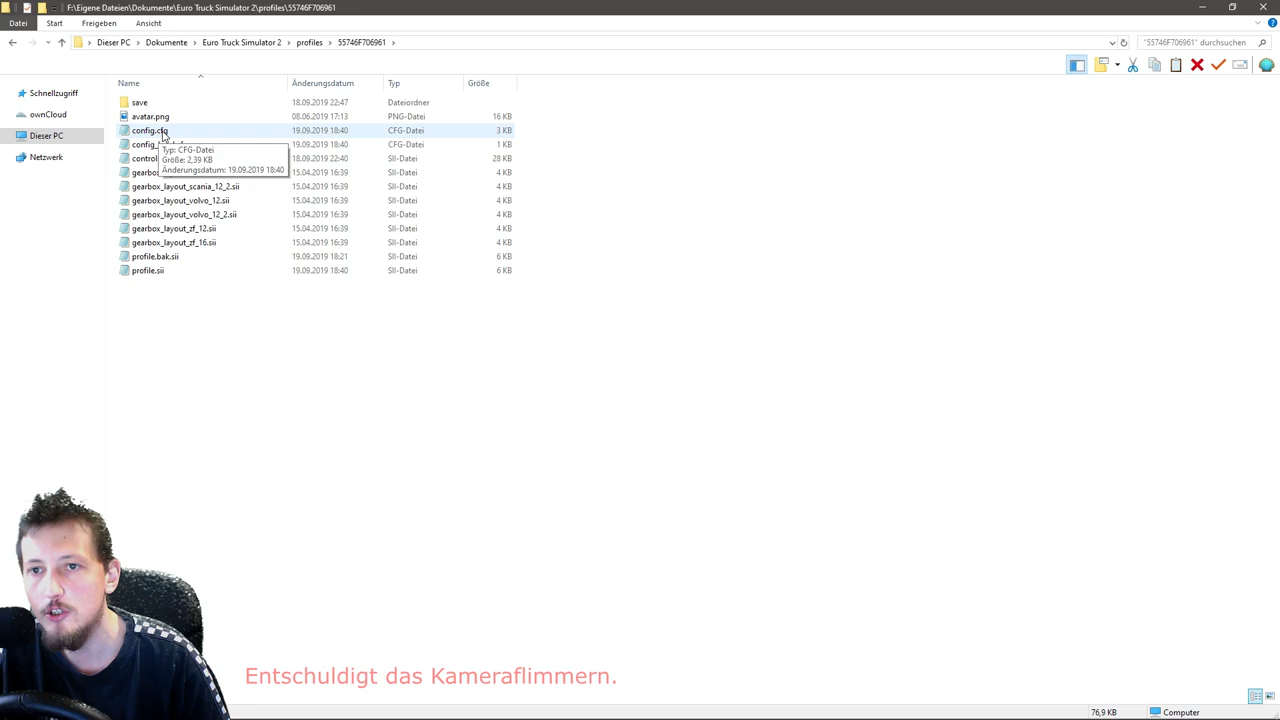 F:\Eigene Dateien\Dokumente\Euro Truck Simulator 2\profiles\55746F706961
Datei Start Freigeben Ansicht
Dieser PC Dokumente Euro Truck Simulator 2 profiles 55746F706961
"55746F706961" durchsuchen
Name Änderungsdatum Typ Größe
Schnellzugriff
ownCloud
Dieser PC
Netzwerk
save 18.09.2019 22:47 Dateiordner
avatar.png 08.06.2019 17:13 PNG-Datei 16 KB
config.cfg 19.09.2019 18:40 CFG-Datei 3 KB
config_ 19.09.2019 18:40 CFG-Datei 1 KB
control 18.09.2019 22:40 SII-Datei 28 KB
Typ: CFG-Datei
Größe: 2,39 KB
Änderungsdatum: 19.09.2019 18:40
gearbo 15.04.2019 16:39 SII-Datei 4 KB
gearbox_layout_scania_12_2.sii 15.04.2019 16:39 SII-Datei 4 KB
gearbox_layout_volvo_12.sii 15.04.2019 16:39 SII-Datei 4 KB
gearbox_layout_volvo_12_2.sii 15.04.2019 16:39 SII-Datei 4 KB
gearbox_layout_zf_12.sii 15.04.2019 16:39 SII-Datei 4 KB
gearbox_layout_zf_16.sii 15.04.2019 16:39 SII-Datei 4 KB
profile.bak.sii 19.09.2019 18:21 SII-Datei 6 KB
profile.sii 19.09.2019 18:40 SII-Datei 6 KB
Entschuldigt das Kameraflimmern.
76,9 KB Computer